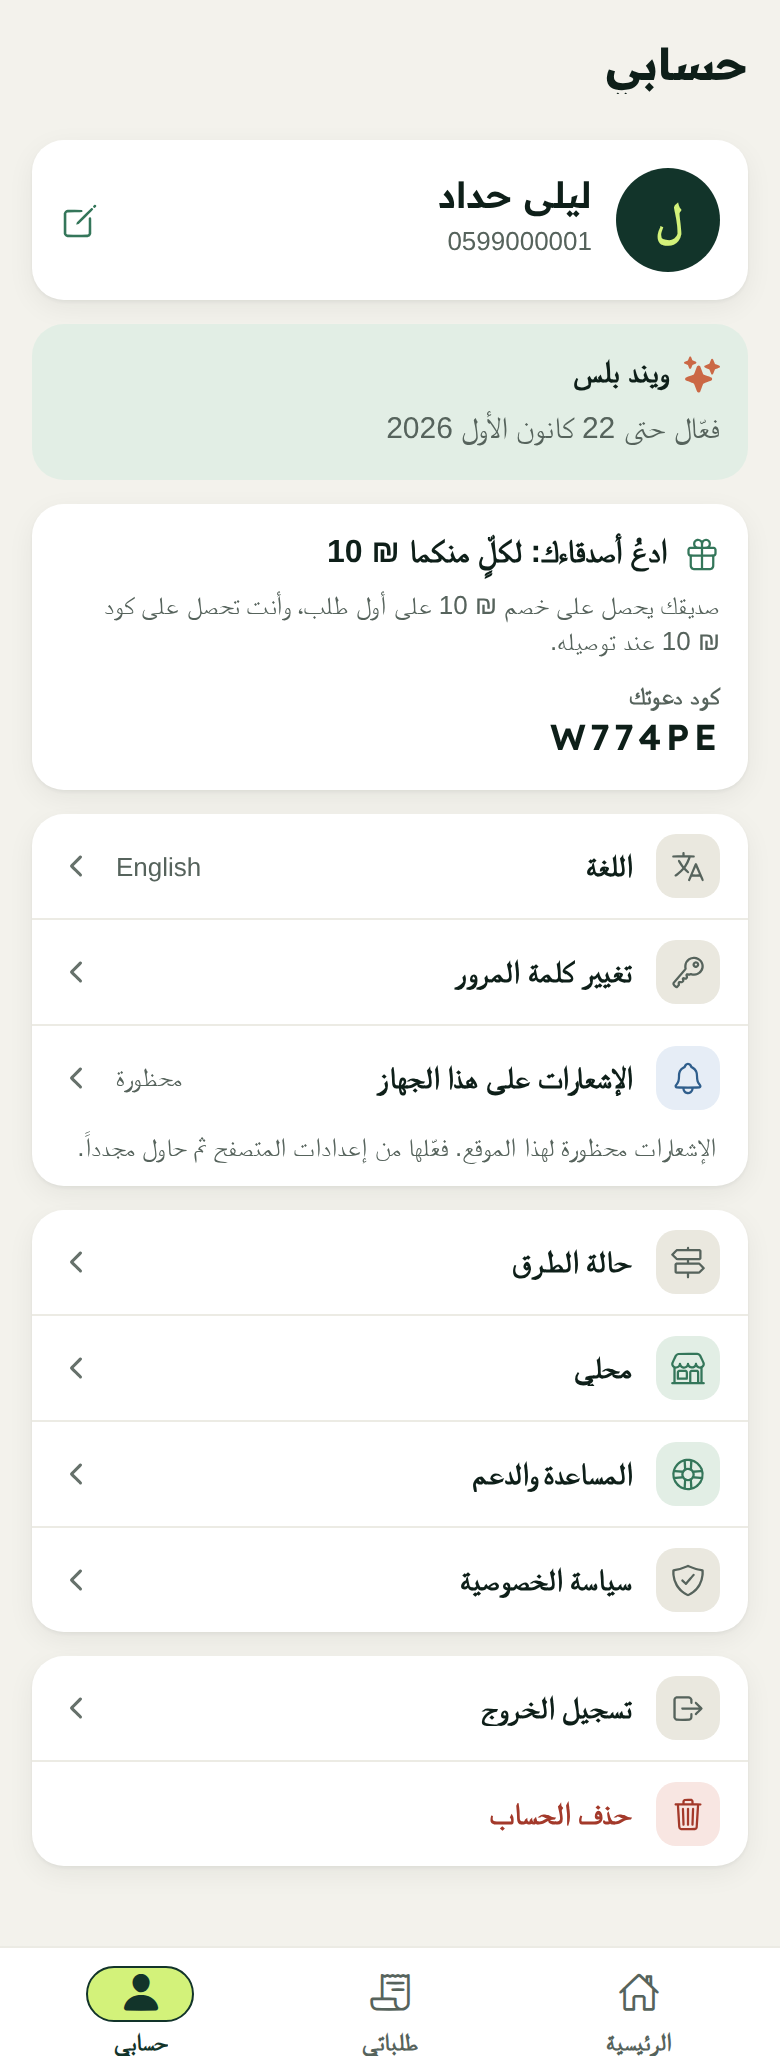 حسابي
ل
ليلى حداد
0599000001
ويند بلس
فعّال حتى 22 كانون الأول 2026
ادعُ أصدقاءك: لكلٍّ منكما ₪ 10
صديقك يحصل على خصم ₪ 10 على أول طلب، وأنت تحصل على كود
₪ 10 عند توصيله.
كود دعوتك
W774PE
اللغة English
تغيير كلمة المرور
الإشعارات على هذا الجهاز محظورة
الإشعارات محظورة لهذا الموقع. فعّلها من إعدادات المتصفح ثم حاول مجدداً.
حالة الطرق
محلي
المساعدة والدعم
سياسة الخصوصية
تسجيل الخروج
حذف الحساب
الرئيسية طلباتي حسابي